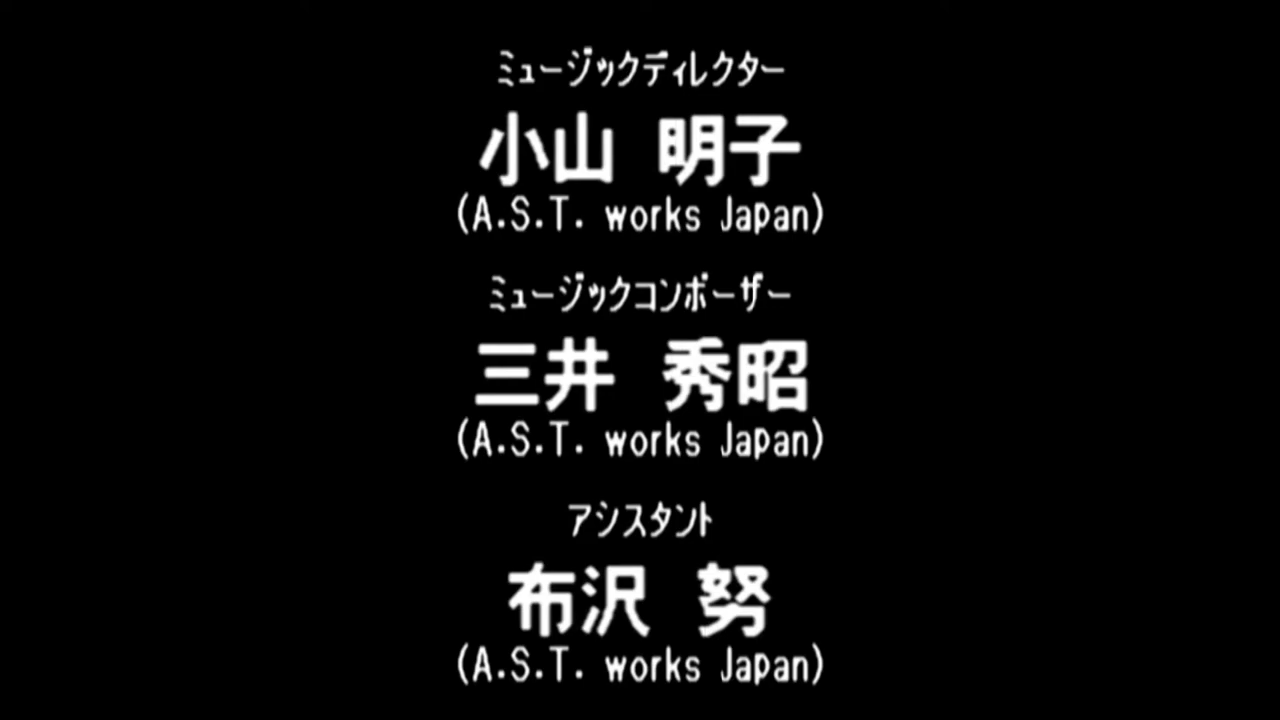 ミュージックディレクター
小山 明子
(A.S.T. works Japan)
ミュージックコンポーザー
三井 秀昭
(A.S.T. works Japan)
アシスタント
布沢 努
(A.S.T. works Japan)